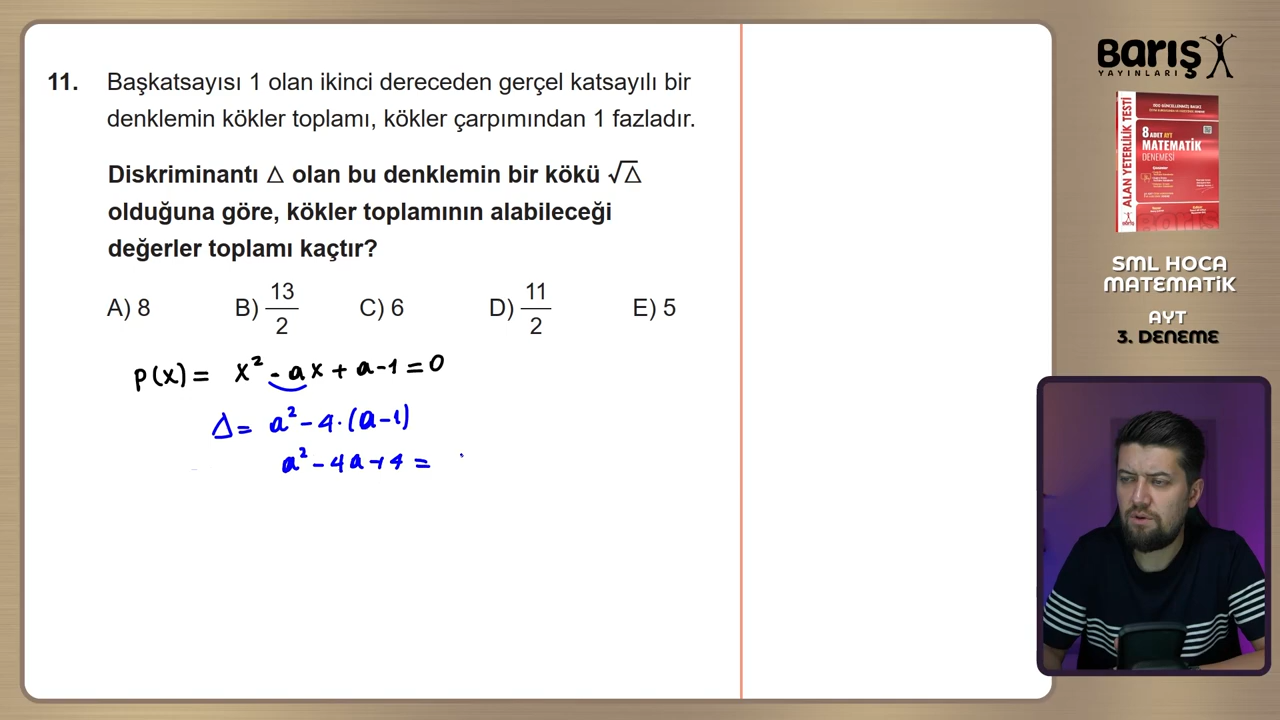 11. Başkatsayısı 1 olan ikinci dereceden gerçel katsayılı bir
denklemin kökler toplamı, kökler çarpımından 1 fazladır.
Diskriminantı △ olan bu denklemin bir kökü √△
olduğuna göre, kökler toplamının alabileceği
değerler toplamı kaçtır?
A) 8 B) 13/2 C) 6 D) 11/2 E) 5
P(x) = x² - ax + a-1 = 0
Δ = a² - 4·(a-1)
a² - 4a + 4 =
Barış
YAYINLARI
ALAN YETERLİLİK TESTİ
8 ADET AYT
MATEMATİK
DENEMESİ
SML HOCA
MATEMATİK
AYT
3. DENEME